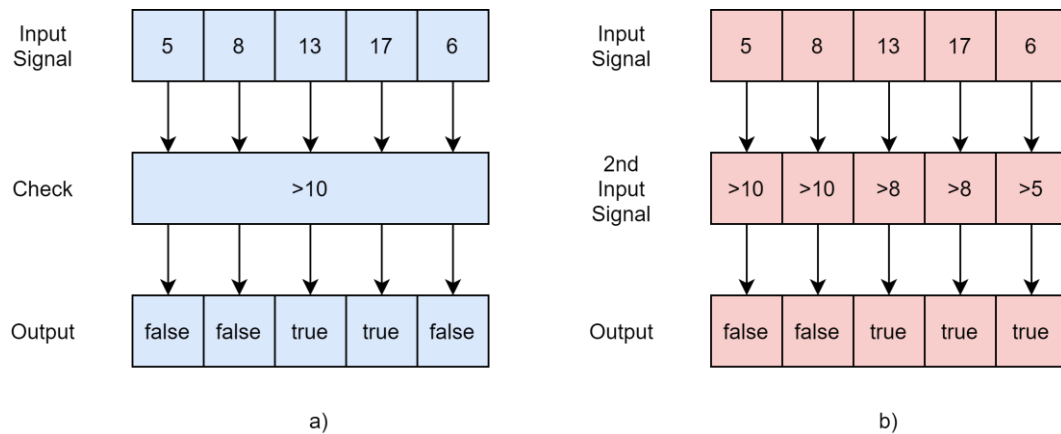 Input
Signal
5 8 13 17 6
Check
>10
Output
false false true true false
a)
Input
Signal
5 8 13 17 6
2nd
Input
Signal
>10 >10 >8 >8 >5
Output
false false true true true
b)